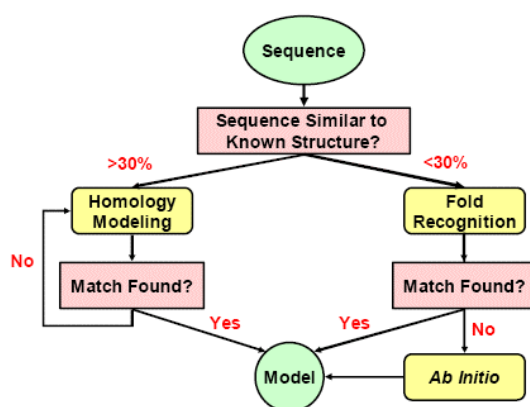 Sequence
Sequence Similar to
Known Structure?
>30%
<30%
Homology
Modeling
Fold
Recognition
No
Match Found?
Match Found?
Yes
Yes
No
Model
Ab Initio